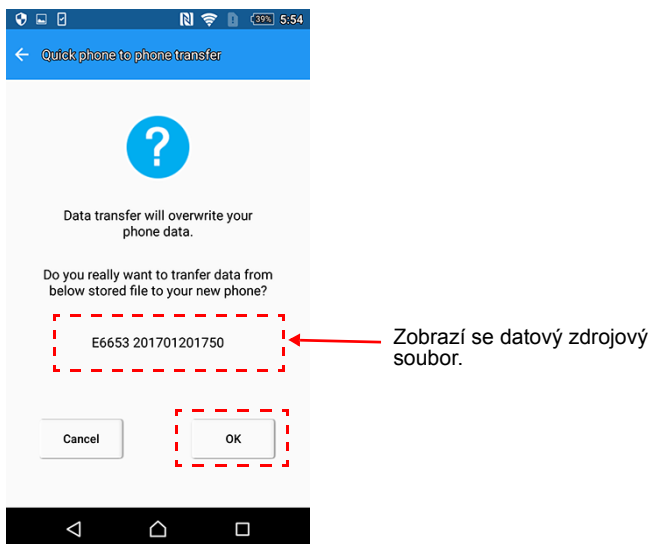 39% 5:54
Quick phone to phone transfer
?
Data transfer will overwrite your
phone data.
Do you really want to tranfer data from
below stored file to your new phone?
E6653 201701201750
Zobrazí se datový zdrojový
soubor.
Cancel OK